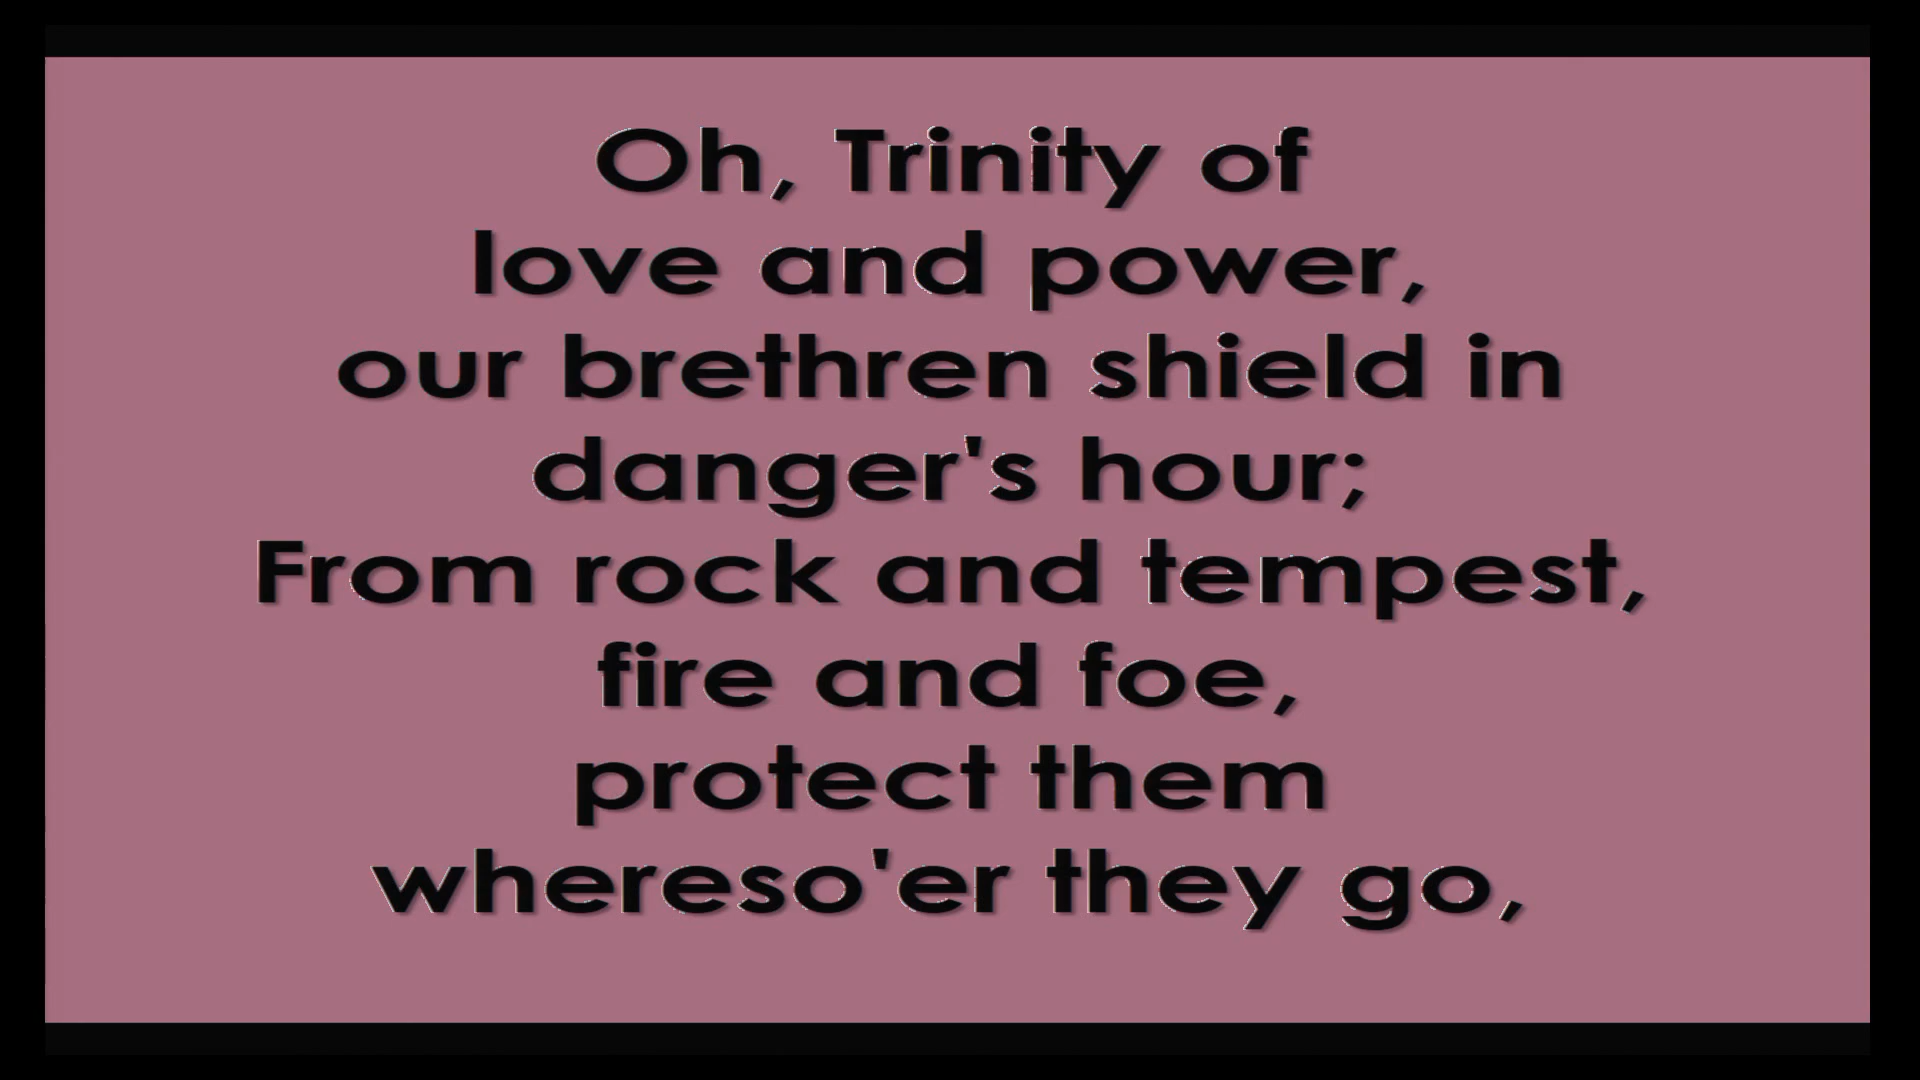 Oh, Trinity of
love and power,
our brethren shield in
danger's hour;
From rock and tempest,
fire and foe,
protect them
whereso'er they go,